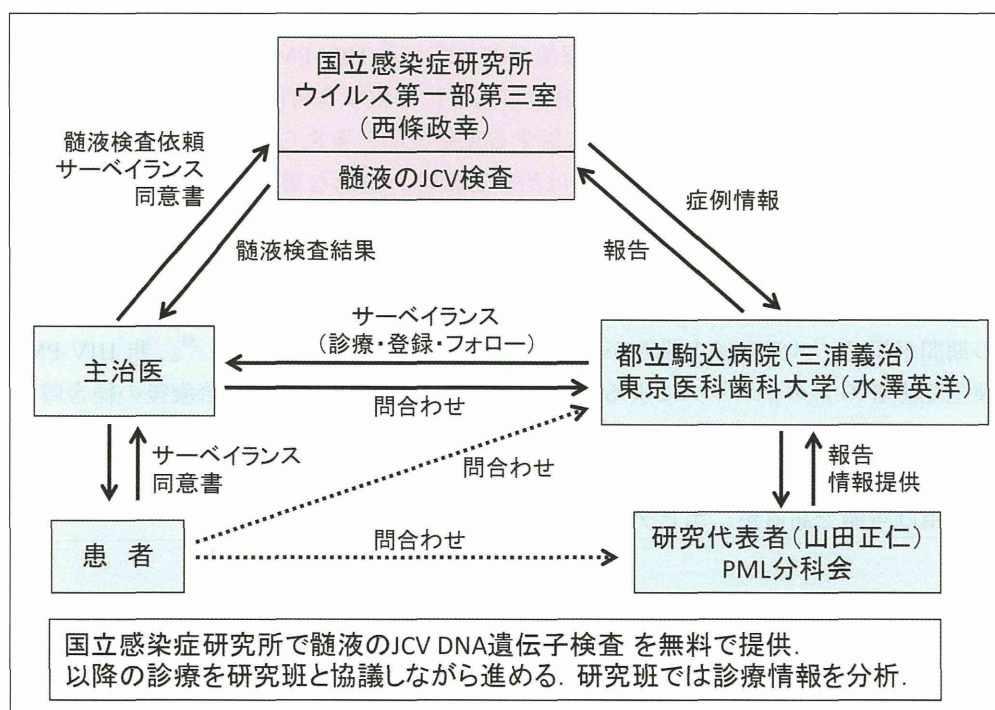 国立感染症研究所
ウイルス第一部第三室
(西條政幸)
髄液のJCV検査
髄液検査依頼
サーベイランス
同意書
髄液検査結果
症例情報
報告
サーベイランス
(診療・登録・フォロー)
主治医
都立駒込病院(三浦義治)
東京医科歯科大学(水澤英洋)
問合わせ
サーベイランス
同意書
問合わせ
報告
情報提供
患 者
問合わせ
研究代表者(山田正仁)
PML分科会
国立感染症研究所で髄液のJCV DNA遺伝子検査 を無料で提供.
以降の診療を研究班と協議しながら進める. 研究班では診療情報を分析.